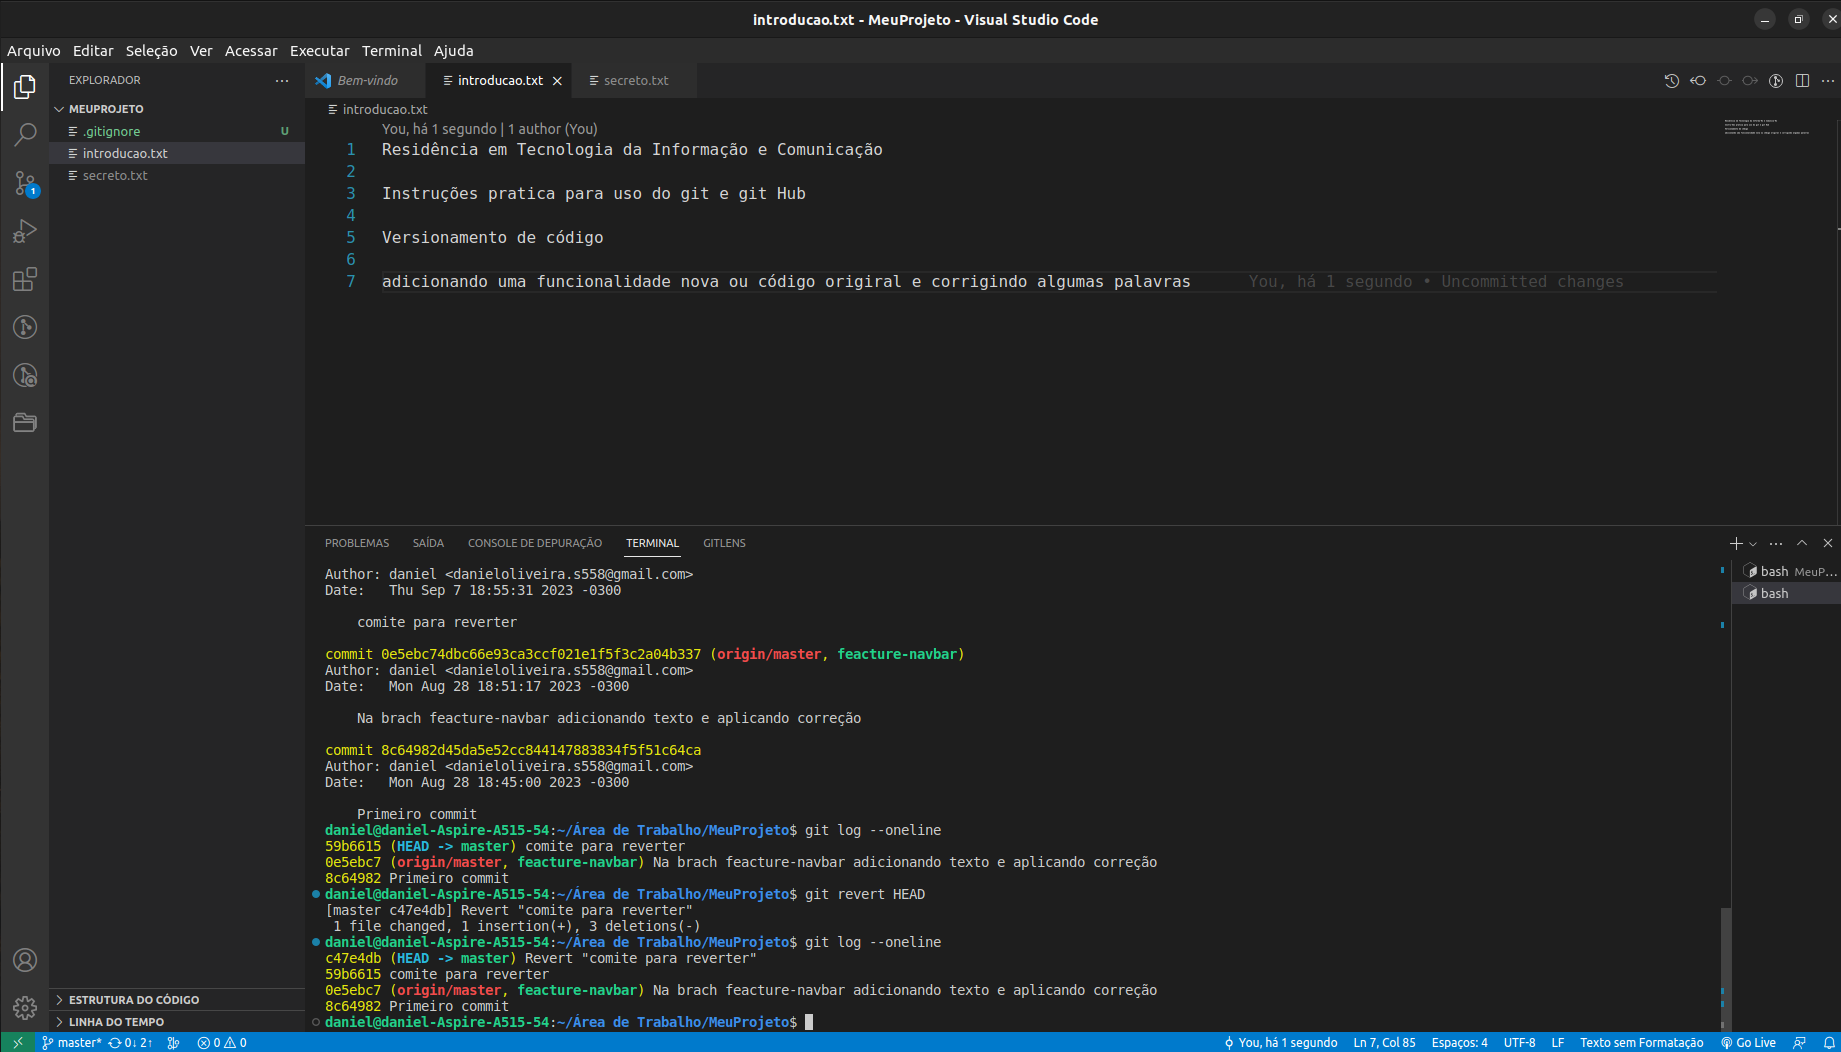 introducao.txt - MeuProjeto - Visual Studio Code
Arquivo Editar Seleção Ver Acessar Executar Terminal Ajuda
EXPLORADOR
MEUPROJETO
.gitignore U
introducao.txt
secreto.txt
1
ESTRUTURA DO CÓDIGO
LINHA DO TEMPO
Bem-vindo introducao.txt secreto.txt
introducao.txt
You, há 1 segundo | 1 author (You)
1 Residência em Tecnologia da Informação e Comunicação
2
3 Instruções pratica para uso do git e git Hub
4
5 Versionamento de código
6
7 adicionando uma funcionalidade nova ou código origiral e corrigindo algumas palavras You, há 1 segundo • Uncommitted changes
PROBLEMAS SAÍDA CONSOLE DE DEPURAÇÃO TERMINAL GITLENS
Author: daniel <danieloliveira.s558@gmail.com>
Date: Thu Sep 7 18:55:31 2023 -0300
comite para reverter
commit 0e5ebc74dbc66e93ca3ccf021e1f5f3c2a04b337 (origin/master, feacture-navbar)
Author: daniel <danieloliveira.s558@gmail.com>
Date: Mon Aug 28 18:51:17 2023 -0300
Na brach feacture-navbar adicionando texto e aplicando correção
commit 8c64982d45da5e52cc844147883834f5f51c64ca
Author: daniel <danieloliveira.s558@gmail.com>
Date: Mon Aug 28 18:45:00 2023 -0300
Primeiro commit
daniel@daniel-Aspire-A515-54:~/Área de Trabalho/MeuProjeto$ git log --oneline
59b6615 (HEAD -> master) comite para reverter
0e5ebc7 (origin/master, feacture-navbar) Na brach feacture-navbar adicionando texto e aplicando correção
8c64982 Primeiro commit
daniel@daniel-Aspire-A515-54:~/Área de Trabalho/MeuProjeto$ git revert HEAD
[master c47e4db] Revert "comite para reverter"
1 file changed, 1 insertion(+), 3 deletions(-)
daniel@daniel-Aspire-A515-54:~/Área de Trabalho/MeuProjeto$ git log --oneline
c47e4db (HEAD -> master) Revert "comite para reverter"
59b6615 comite para reverter
0e5ebc7 (origin/master, feacture-navbar) Na brach feacture-navbar adicionando texto e aplicando correção
8c64982 Primeiro commit
daniel@daniel-Aspire-A515-54:~/Área de Trabalho/MeuProjeto$
bash MeuP...
bash
master* 0↓ 2↑ 0 0 You, há 1 segundo Ln 7, Col 85 Espaços: 4 UTF-8 LF Texto sem Formatação Go Live